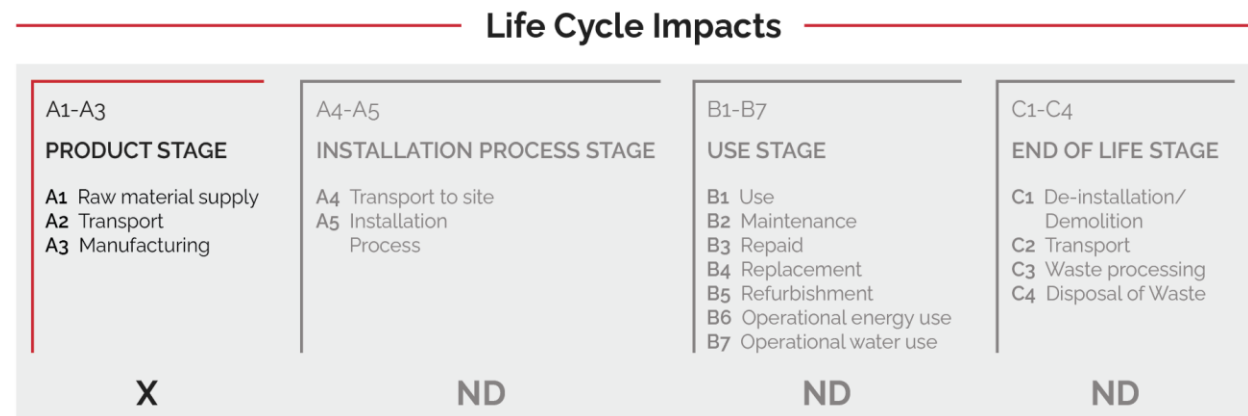 Life Cycle Impacts
A1-A3
PRODUCT STAGE
A1 Raw material supply
A2 Transport
A3 Manufacturing
X
A4-A5
INSTALLATION PROCESS STAGE
A4 Transport to site
A5 Installation
Process
ND
B1-B7
USE STAGE
B1 Use
B2 Maintenance
B3 Repaid
B4 Replacement
B5 Refurbishment
B6 Operational energy use
B7 Operational water use
ND
C1-C4
END OF LIFE STAGE
C1 De-installation/
Demolition
C2 Transport
C3 Waste processing
C4 Disposal of Waste
ND